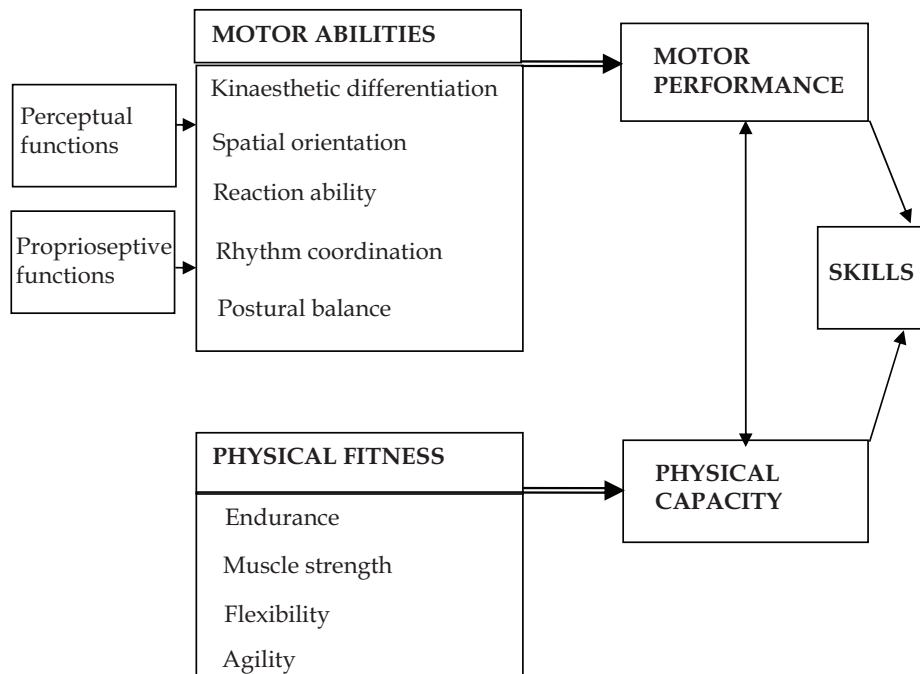 MOTOR ABILITIES
Kinaesthetic differentiation
Spatial orientation
Reaction ability
Rhythm coordination
Postural balance
Perceptual
functions
Proprioseptive
functions
MOTOR
PERFORMANCE
SKILLS
PHYSICAL FITNESS
Endurance
Muscle strength
Flexibility
Agility
PHYSICAL
CAPACITY